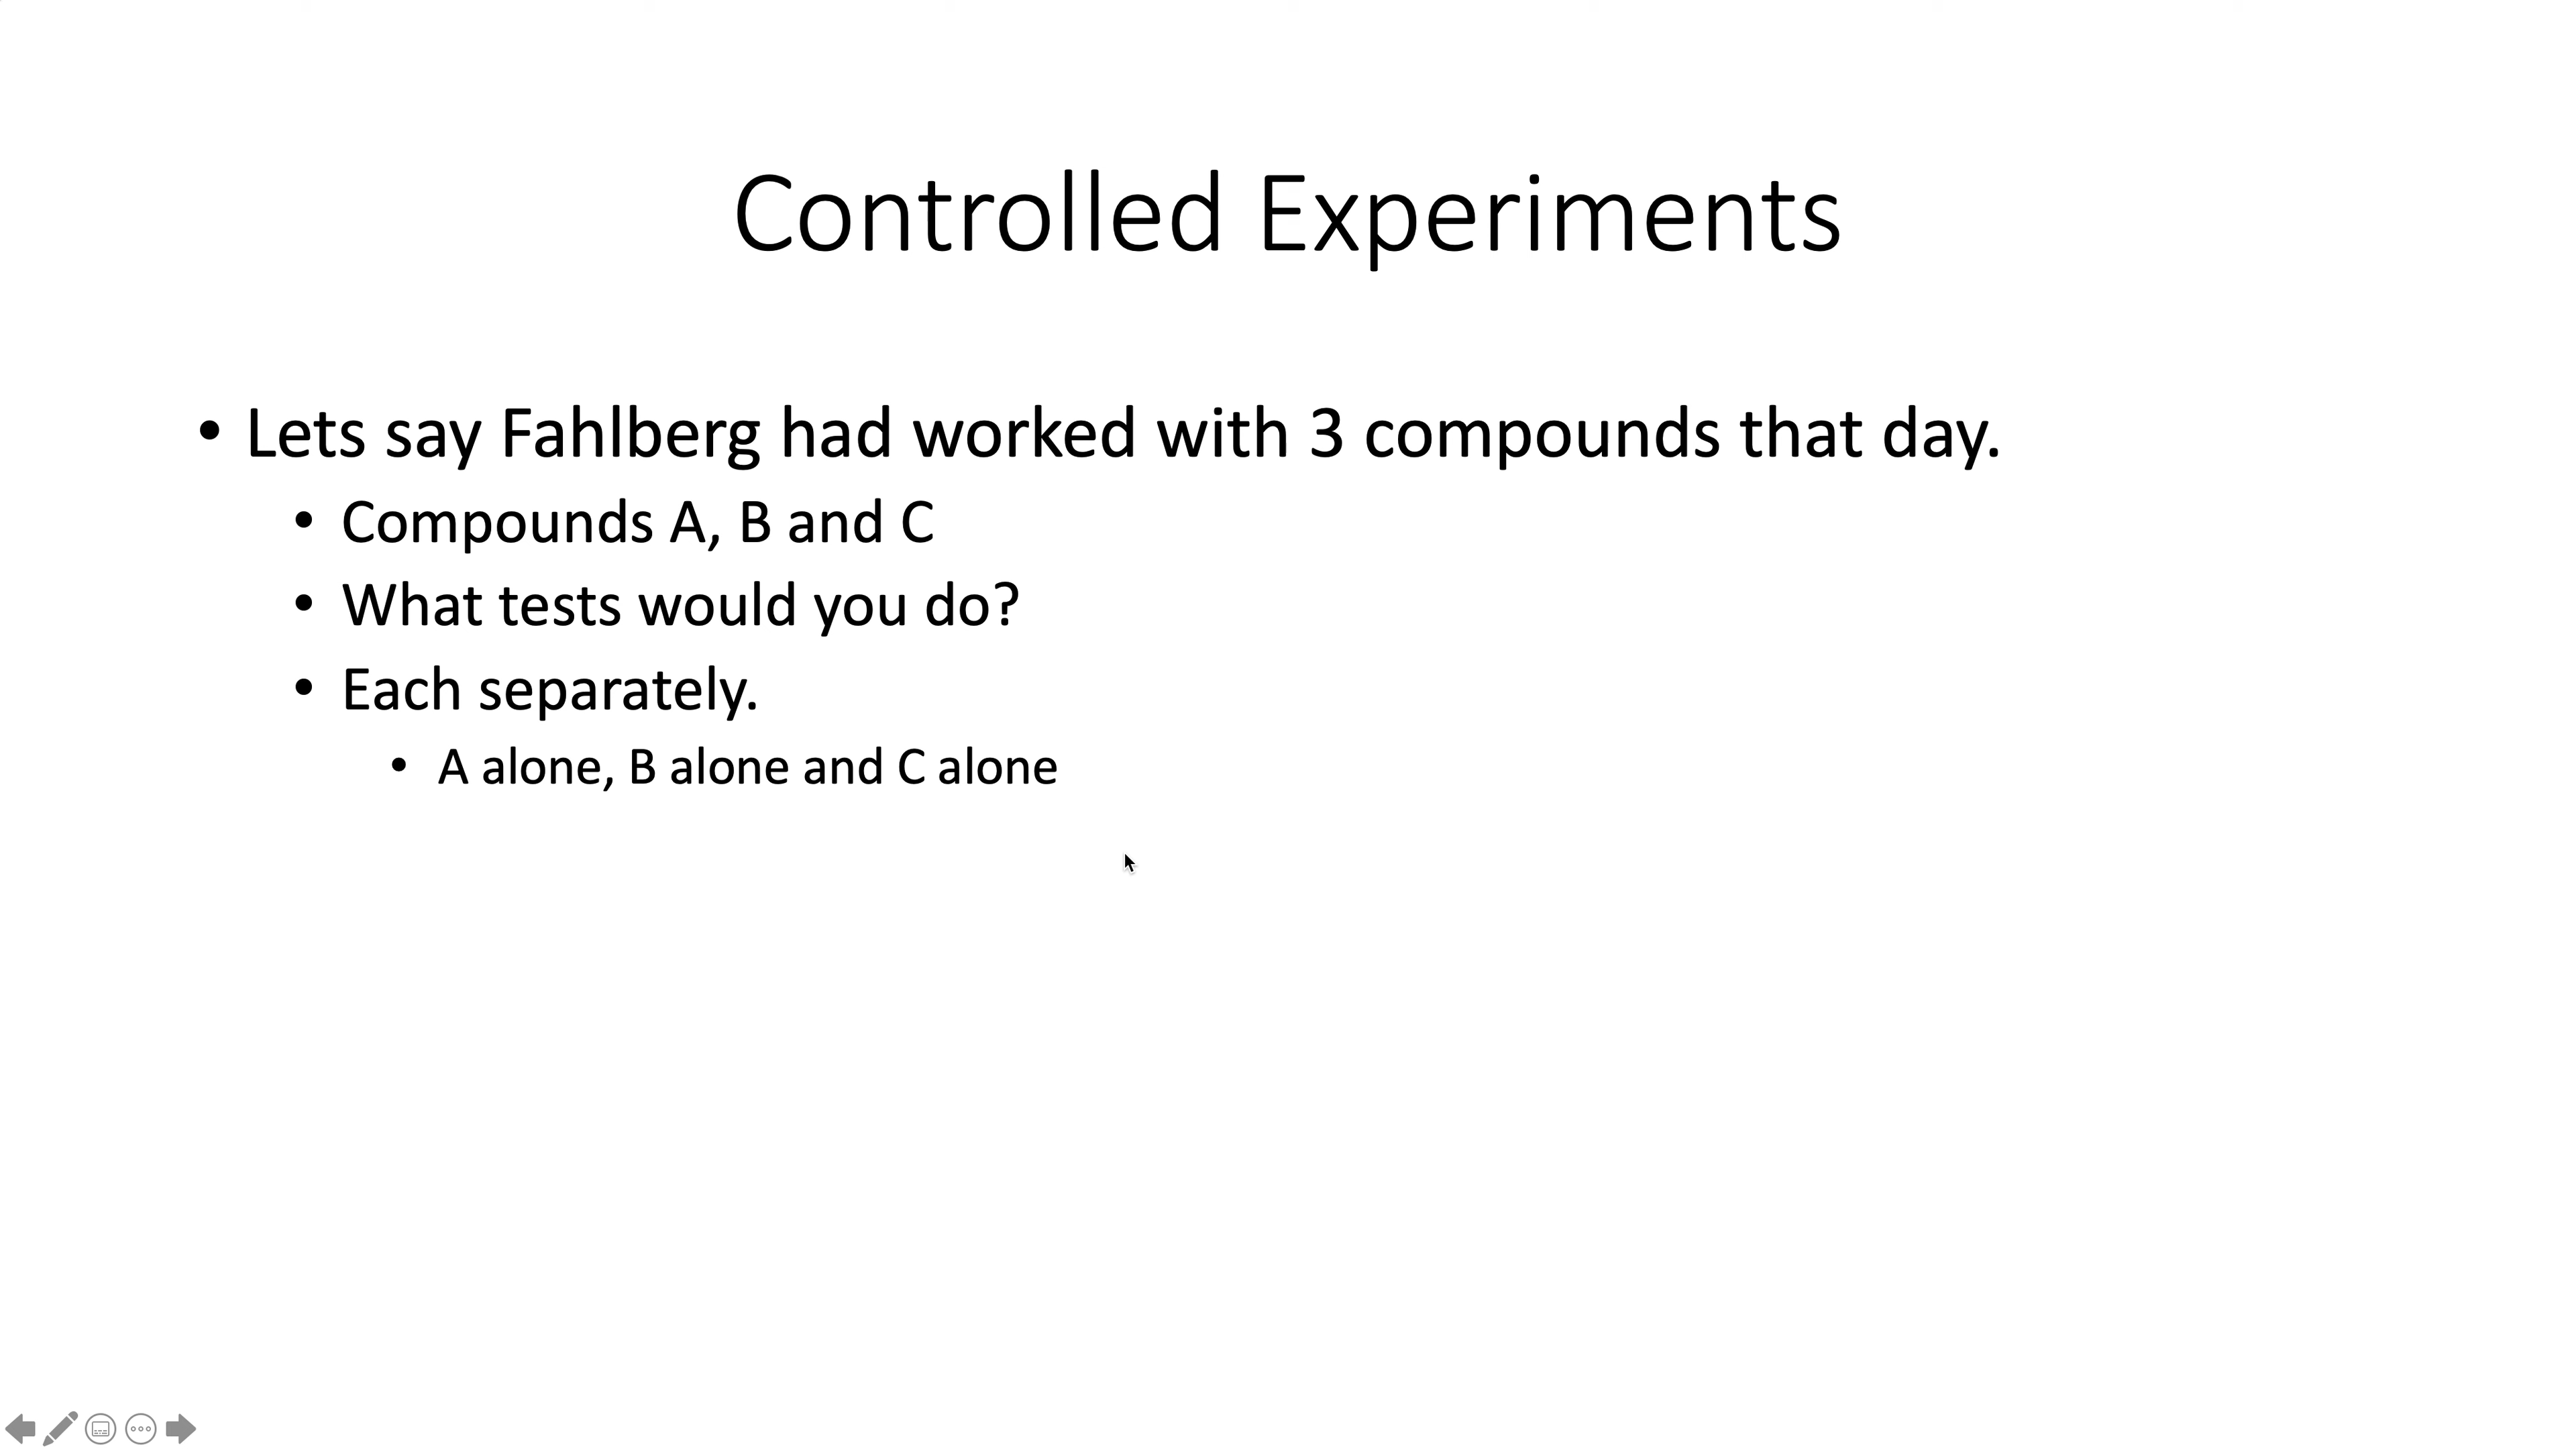 Controlled Experiments
• Lets say Fahlberg had worked with 3 compounds that day.
• Compounds A, B and C
• What tests would you do?
• Each separately.
• A alone, B alone and C alone